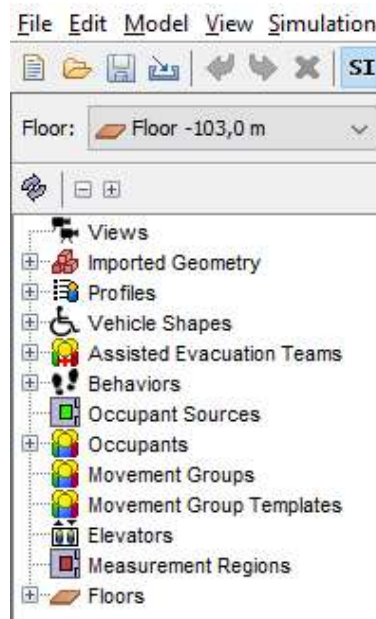 File Edit Model View Simulation
SI
Floor: Floor -103,0 m
Views
Imported Geometry
Profiles
Vehicle Shapes
Assisted Evacuation Teams
Behaviors
Occupant Sources
Occupants
Movement Groups
Movement Group Templates
Elevators
Measurement Regions
Floors